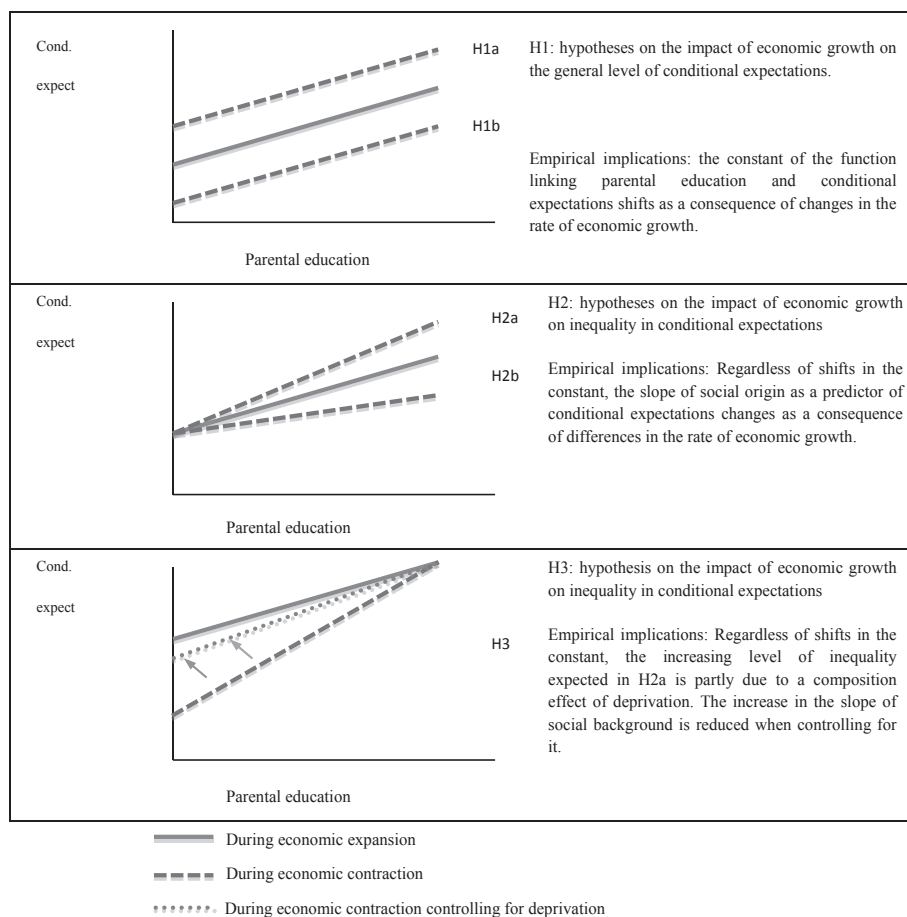 Cond.
expect
H1a
H1b
Parental education
H1: hypotheses on the impact of economic growth on
the general level of conditional expectations.
Empirical implications: the constant of the function
linking parental education and conditional
expectations shifts as a consequence of changes in the
rate of economic growth.
Cond.
expect
H2a
H2b
Parental education
H2: hypotheses on the impact of economic growth
on inequality in conditional expectations
Empirical implications: Regardless of shifts in the
constant, the slope of social origin as a predictor of
conditional expectations changes as a consequence
of differences in the rate of economic growth.
Cond.
expect
H3
Parental education
H3: hypothesis on the impact of economic growth
on inequality in conditional expectations
Empirical implications: Regardless of shifts in the
constant, the increasing level of inequality
expected in H2a is partly due to a composition
effect of deprivation. The increase in the slope of
social background is reduced when controlling for
it.
During economic expansion
During economic contraction
During economic contraction controlling for deprivation